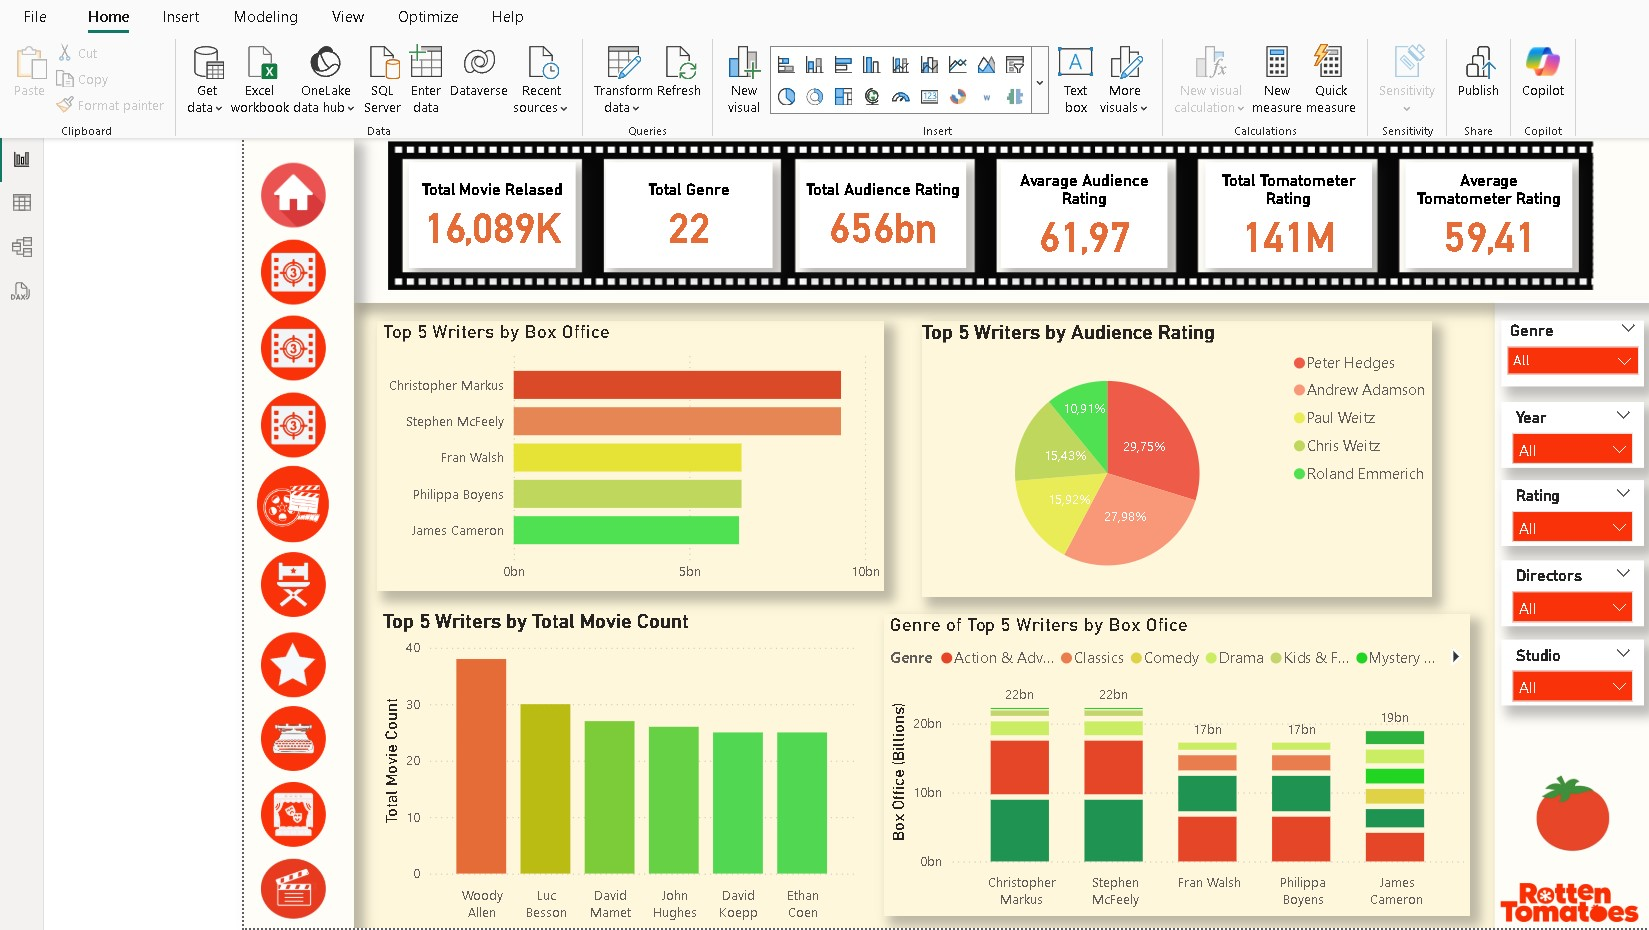 File Home Insert Modeling View Optimize Help
Paste
Cut
Copy
Format painter
Clipboard
Get data
Excel workbook
OneLake data hub
SQL Server
Enter data
Dataverse
Recent sources
Data
Transform data
Refresh
Queries
New visual
Text box
More visuals
Insert
New visual calculation
New measure
Quick measure
Calculations
Sensitivity
Sensitivity
Publish
Share
Copilot
Copilot
Total Movie Relased
16,089K
Total Genre
22
Total Audience Rating
656bn
Avarage Audience
Rating
61,97
Total Tomatometer
Rating
141M
Average
Tomatometer Rating
59,41
Top 5 Writers by Box Office
Christopher Markus
Stephen McFeely
Fran Walsh
Philippa Boyens
James Cameron
0bn 5bn 10bn
Top 5 Writers by Audience Rating
Peter Hedges
Andrew Adamson
Paul Weitz
Chris Weitz
Roland Emmerich
10,91%
29,75%
15,43%
15,92%
27,98%
Top 5 Writers by Total Movie Count
Total Movie Count
40
30
20
10
0
Woody Allen
Luc Besson
David Mamet
John Hughes
David Koepp
Ethan Coen
Genre of Top 5 Writers by Box Ofice
Genre Action & Adv... Classics Comedy Drama Kids & F... Mystery ...
Box Office (Billions)
20bn
10bn
0bn
22bn 22bn 17bn 17bn 19bn
Christopher Markus
Stephen McFeely
Fran Walsh
Philippa Boyens
James Cameron
Genre
All
Year
All
Rating
All
Directors
All
Studio
All
Rotten
Tomatoes
3
3
3
DAX
123